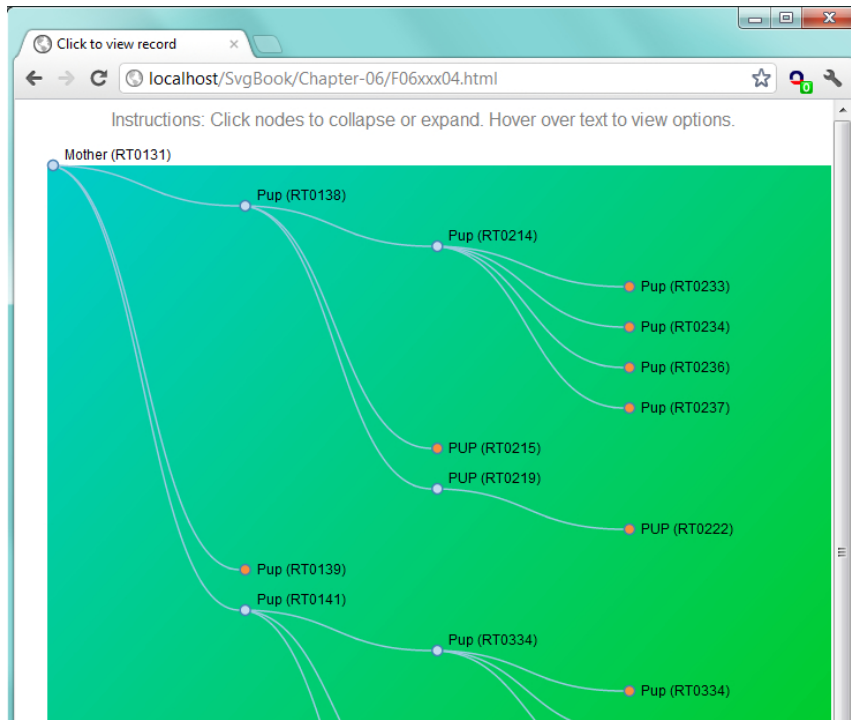 Click to view record
localhost/SvgBook/Chapter-06/F06xxx04.html
0
Instructions: Click nodes to collapse or expand. Hover over text to view options.
Mother (RT0131)
Pup (RT0138)
Pup (RT0214)
Pup (RT0233)
Pup (RT0234)
Pup (RT0236)
Pup (RT0237)
PUP (RT0215)
PUP (RT0219)
PUP (RT0222)
Pup (RT0139)
Pup (RT0141)
Pup (RT0334)
Pup (RT0334)